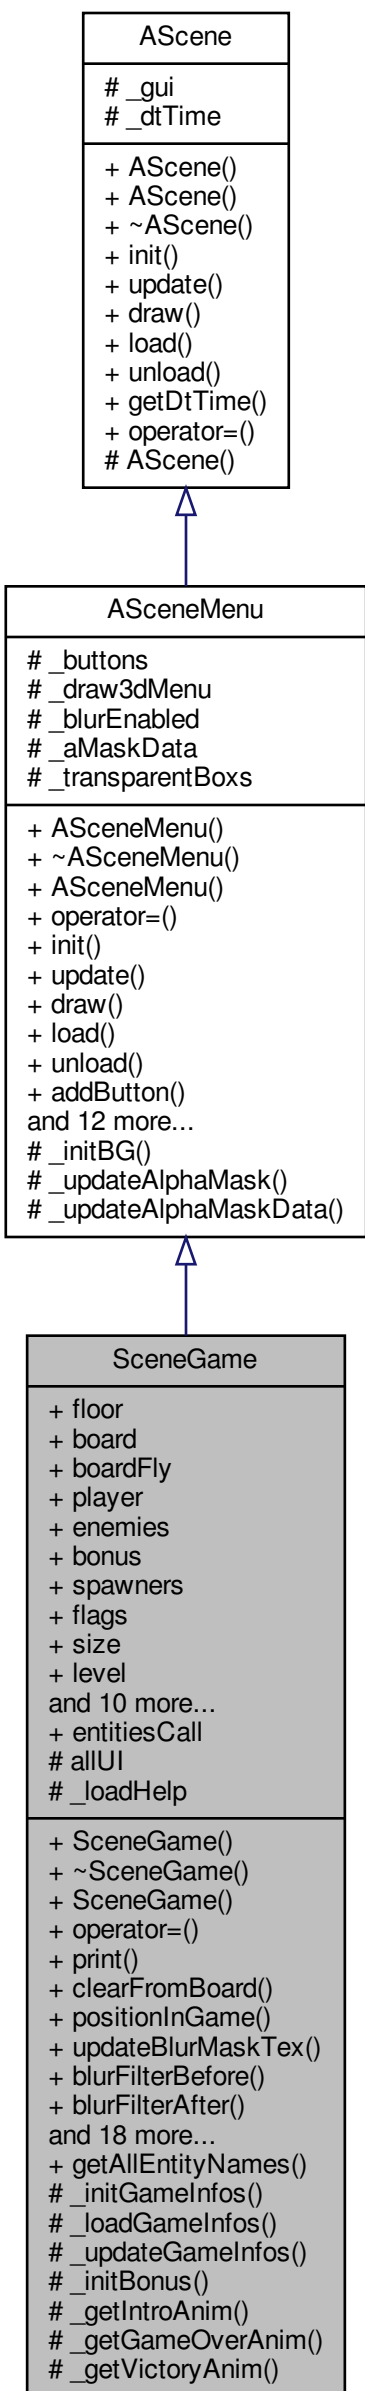 AScene
# _gui
# _dtTime
+ AScene()
+ AScene()
+ ~AScene()
+ init()
+ update()
+ draw()
+ load()
+ unload()
+ getDtTime()
+ operator=()
# AScene()
ASceneMenu
# _buttons
# _draw3dMenu
# _blurEnabled
# _aMaskData
# _transparentBoxs
+ ASceneMenu()
+ ~ASceneMenu()
+ ASceneMenu()
+ operator=()
+ init()
+ update()
+ draw()
+ load()
+ unload()
+ addButton()
and 12 more...
# _initBG()
# _updateAlphaMask()
# _updateAlphaMaskData()
SceneGame
+ floor
+ board
+ boardFly
+ player
+ enemies
+ bonus
+ spawners
+ flags
+ size
+ level
and 10 more...
+ entitiesCall
# allUI
# _loadHelp
+ SceneGame()
+ ~SceneGame()
+ SceneGame()
+ operator=()
+ print()
+ clearFromBoard()
+ positionInGame()
+ updateBlurMaskTex()
+ blurFilterBefore()
+ blurFilterAfter()
and 18 more...
+ getAllEntityNames()
# _initGameInfos()
# _loadGameInfos()
# _updateGameInfos()
# _initBonus()
# _getIntroAnim()
# _getGameOverAnim()
# _getVictoryAnim()